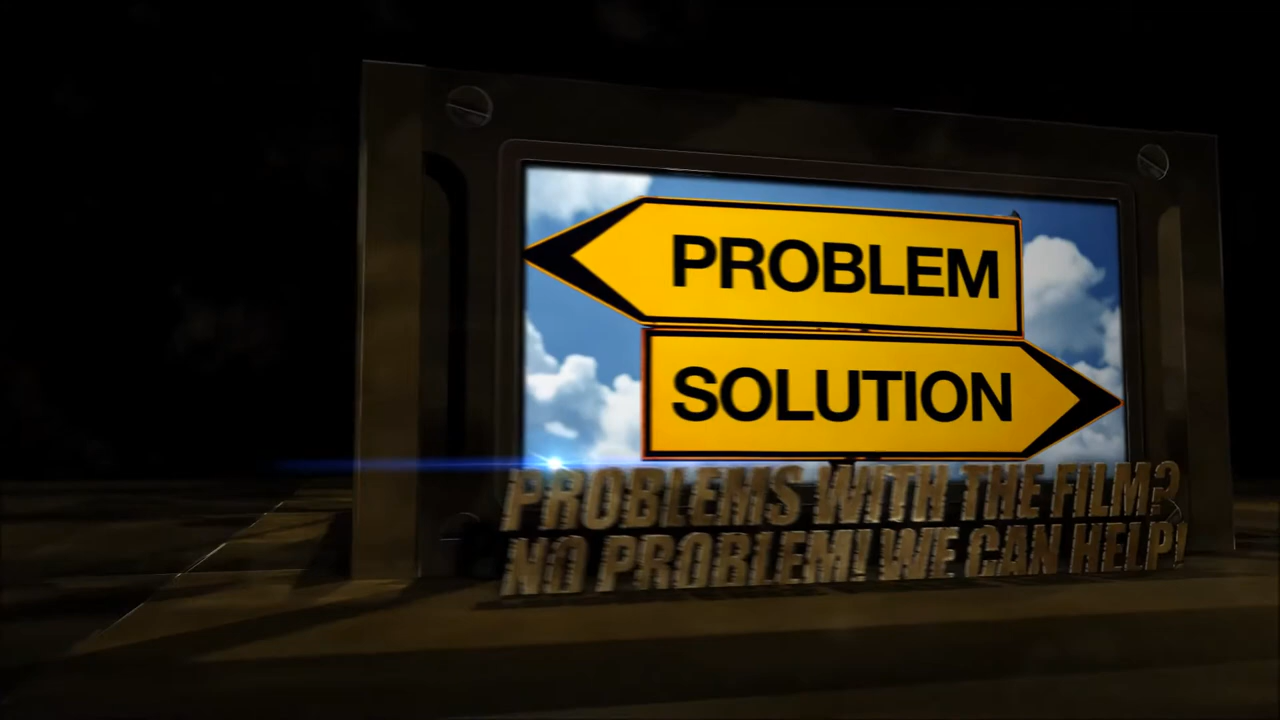 PROBLEM
SOLUTION
PROBLEMS WITH THE FILM?
NO PROBLEM! WE CAN HELP!